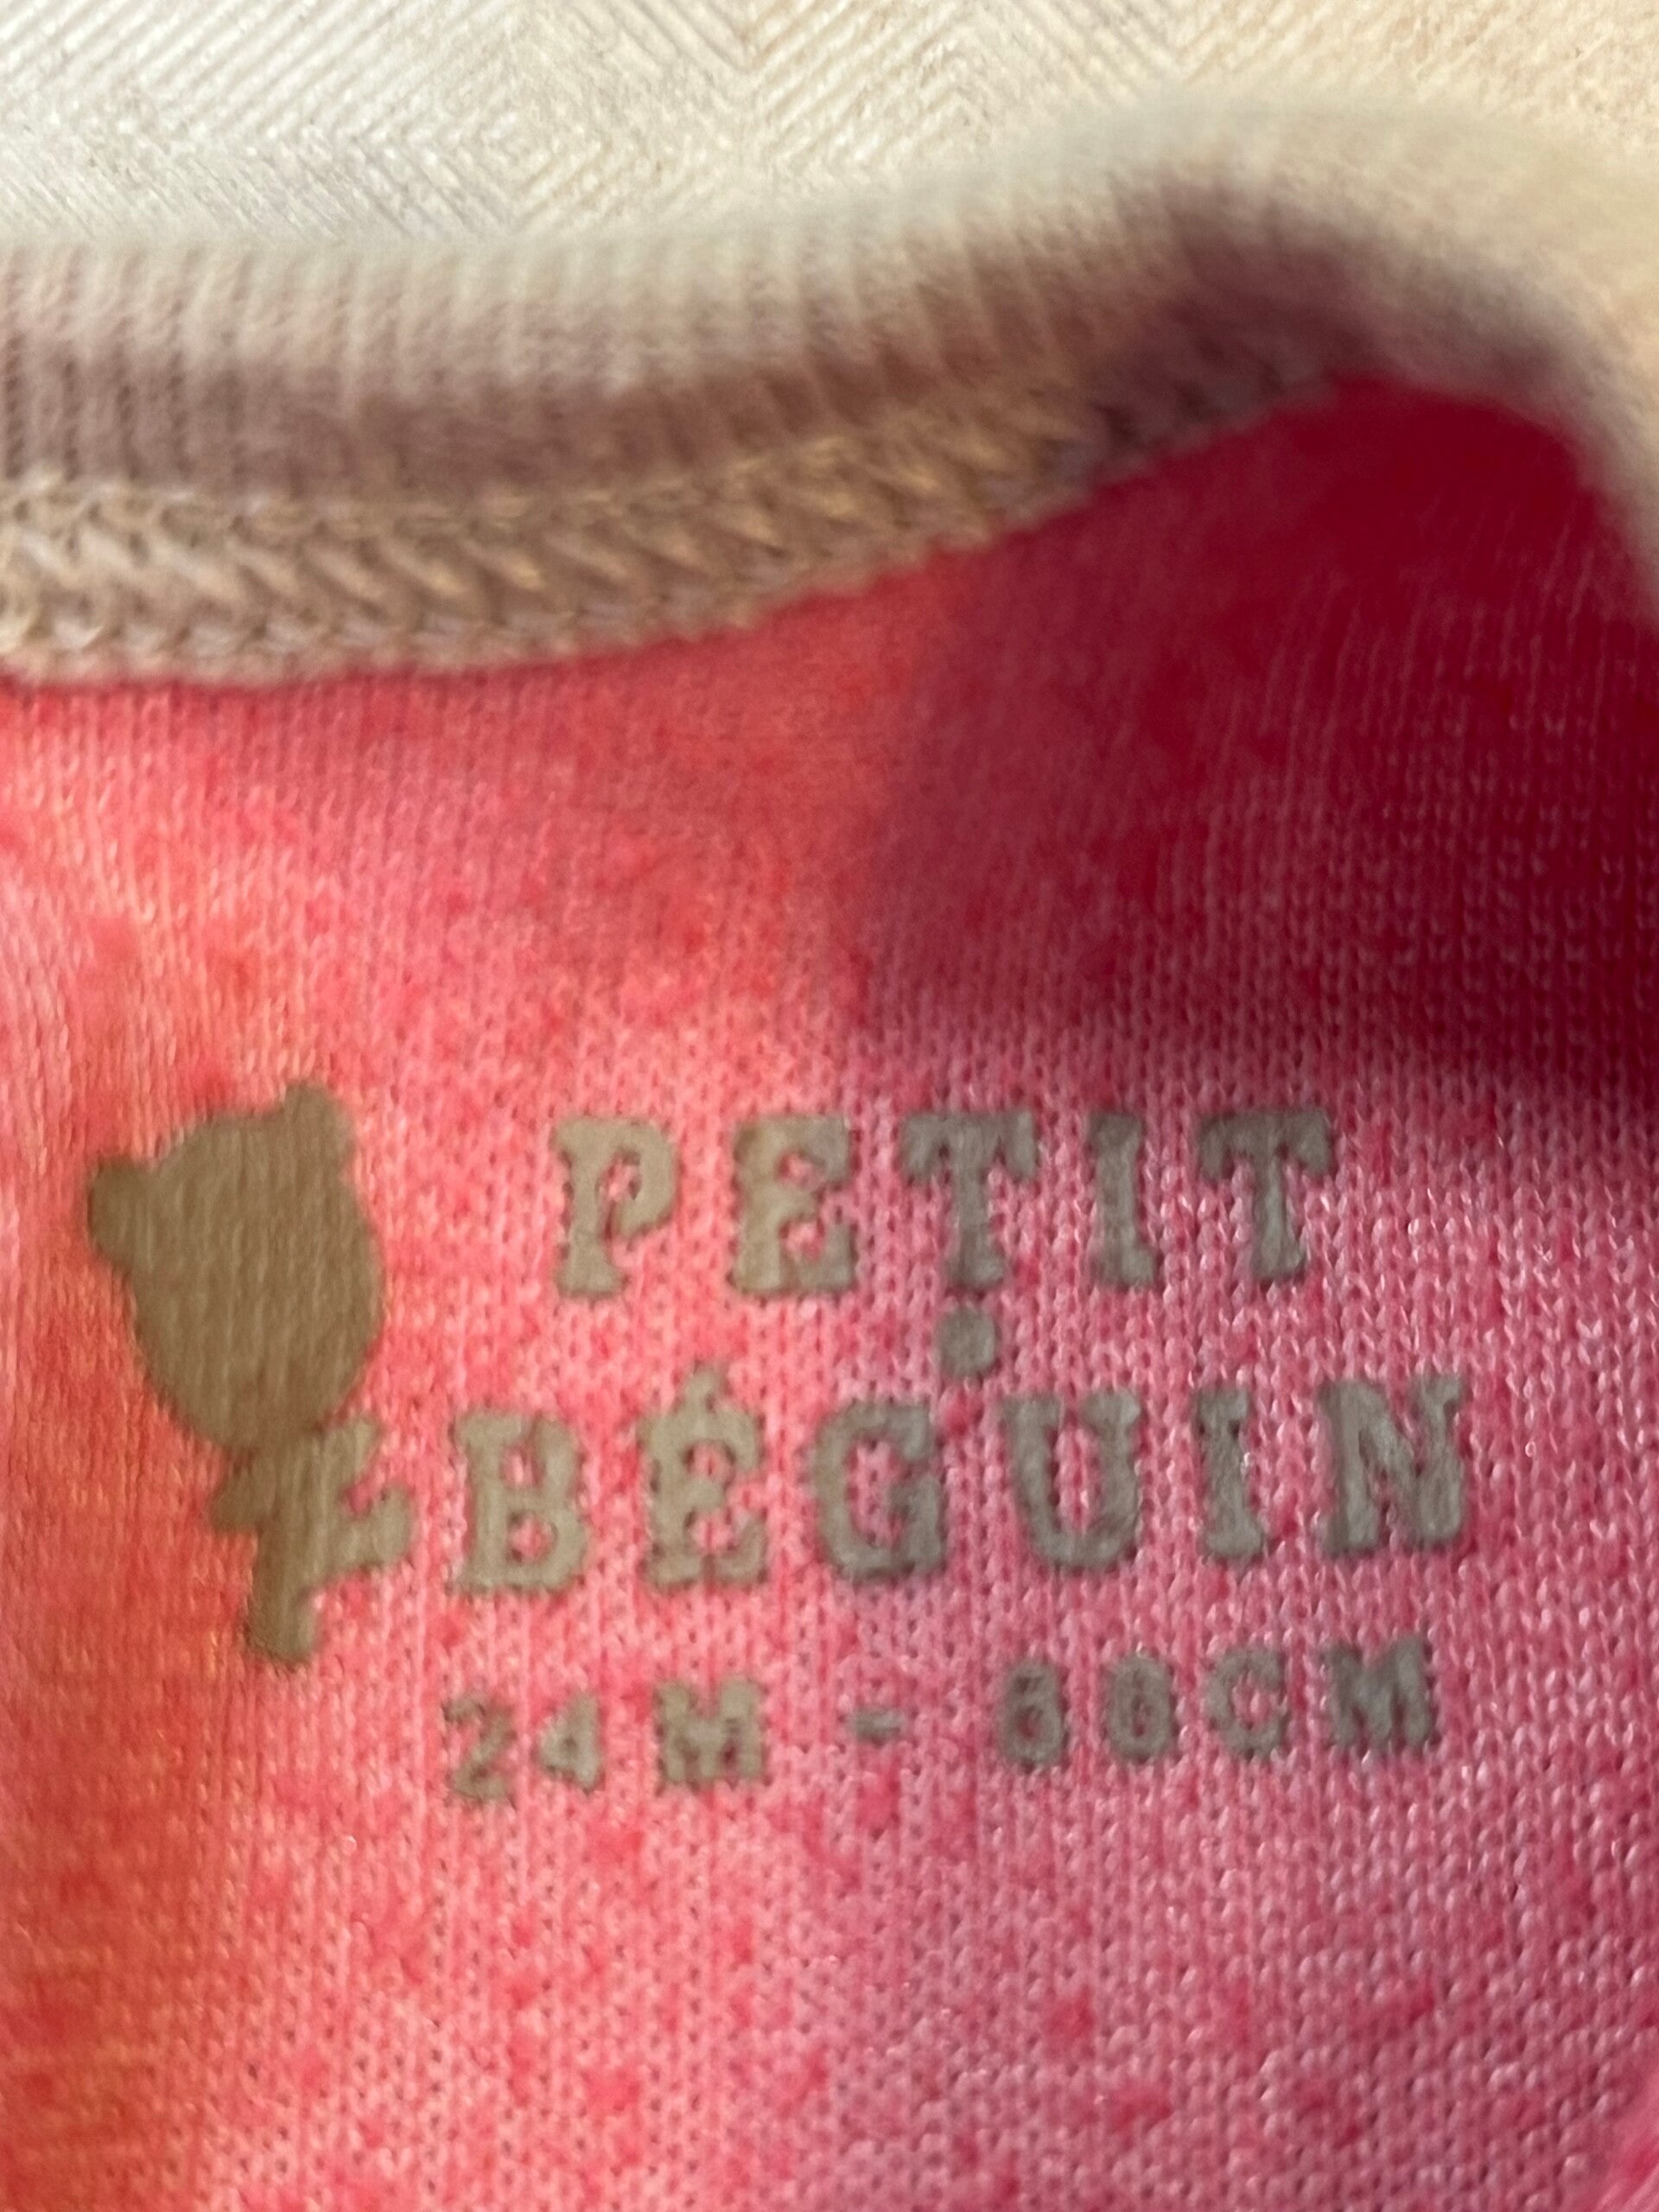 PETIT
BÉGUIN
24M - 86CM